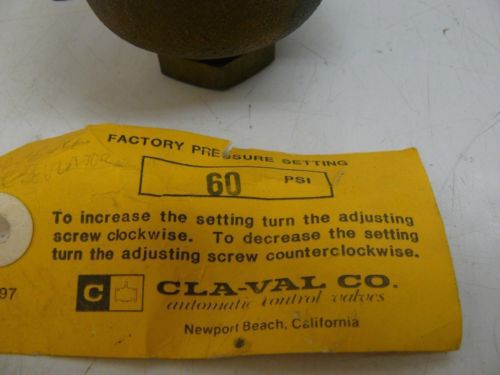 FACTORY PRESSURE SETTING
60 PSI
To increase the setting turn the adjusting
screw clockwise. To decrease the setting
turn the adjusting screw counterclockwise.
97
C CLA-VAL CO.
automatic control valves
Newport Beach, California